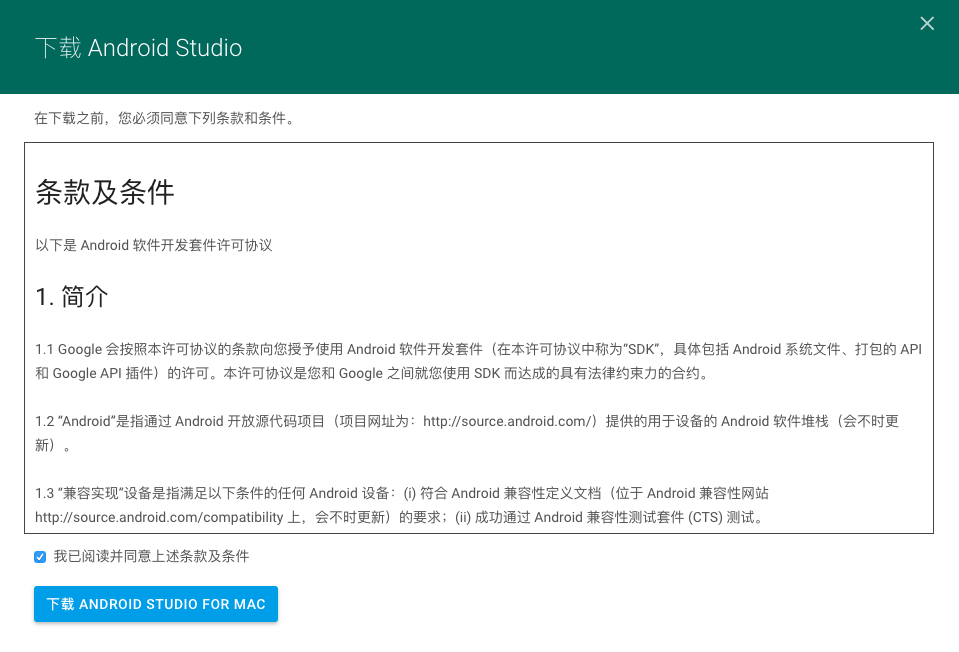 下载 Android Studio
在下载之前，您必须同意下列条款和条件。
条款及条件
以下是 Android 软件开发套件许可协议
1. 简介
1.1 Google 会按照本许可协议的条款向您授予使用 Android 软件开发套件（在本许可协议中称为“SDK”，具体包括 Android 系统文件、打包的 API
和 Google API 插件）的许可。本许可协议是您和 Google 之间就您使用 SDK 而达成的具有法律约束力的合约。
1.2 “Android”是指通过 Android 开放源代码项目（项目网址为：http://source.android.com/）提供的用于设备的 Android 软件堆栈（会不时更
新）。
1.3 “兼容实现”设备是指满足以下条件的任何 Android 设备：(i) 符合 Android 兼容性定义文档（位于 Android 兼容性网站
http://source.android.com/compatibility 上，会不时更新）的要求；(ii) 成功通过 Android 兼容性测试套件 (CTS) 测试。
我已阅读并同意上述条款及条件
下载 ANDROID STUDIO FOR MAC